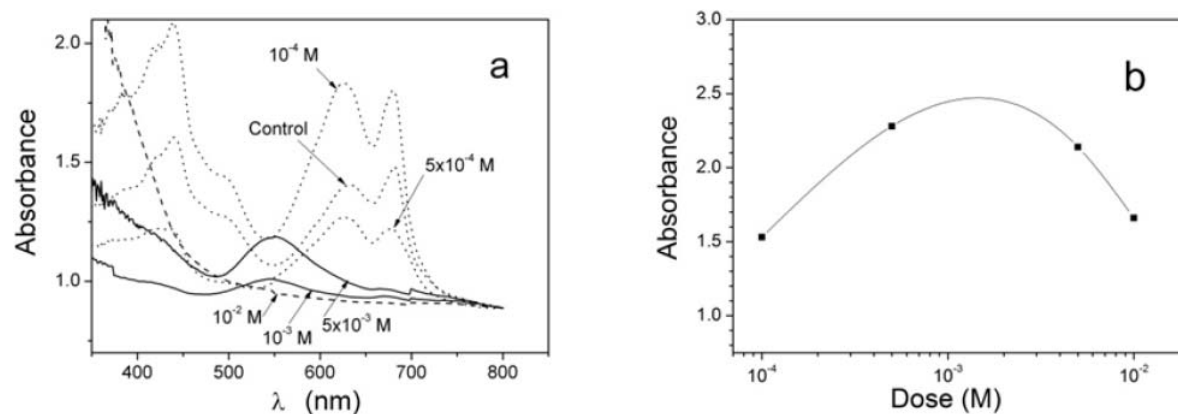 a
2.0
1.5
1.0
Absorbance
400
500
600
700
800
λ (nm)
10⁻⁴ M
Control
5x10⁻⁴ M
10⁻² M
10⁻³ M
5x10⁻³ M
b
3.0
2.5
2.0
1.5
1.0
Absorbance
10⁻⁴
10⁻³
10⁻²
Dose (M)